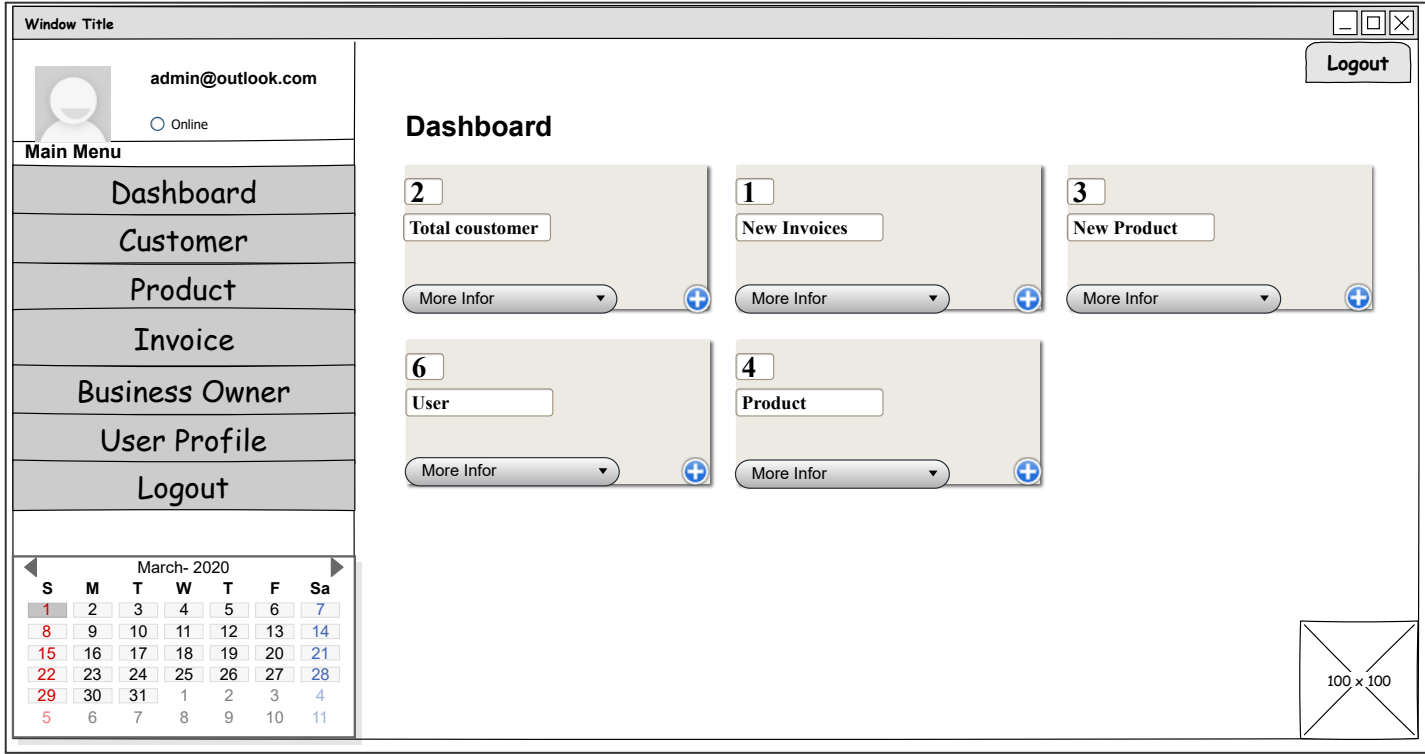 Window Title
Logout
admin@outlook.com
Online
Main Menu
Dashboard
Customer
Product
Invoice
Business Owner
User Profile
Logout
March- 2020
S M T W T F Sa
1 2 3 4 5 6 7
8 9 10 11 12 13 14
15 16 17 18 19 20 21
22 23 24 25 26 27 28
29 30 31 1 2 3 4
5 6 7 8 9 10 11
Dashboard
2
Total coustomer
More Infor
1
New Invoices
More Infor
3
New Product
More Infor
6
User
More Infor
4
Product
More Infor
100 x 100